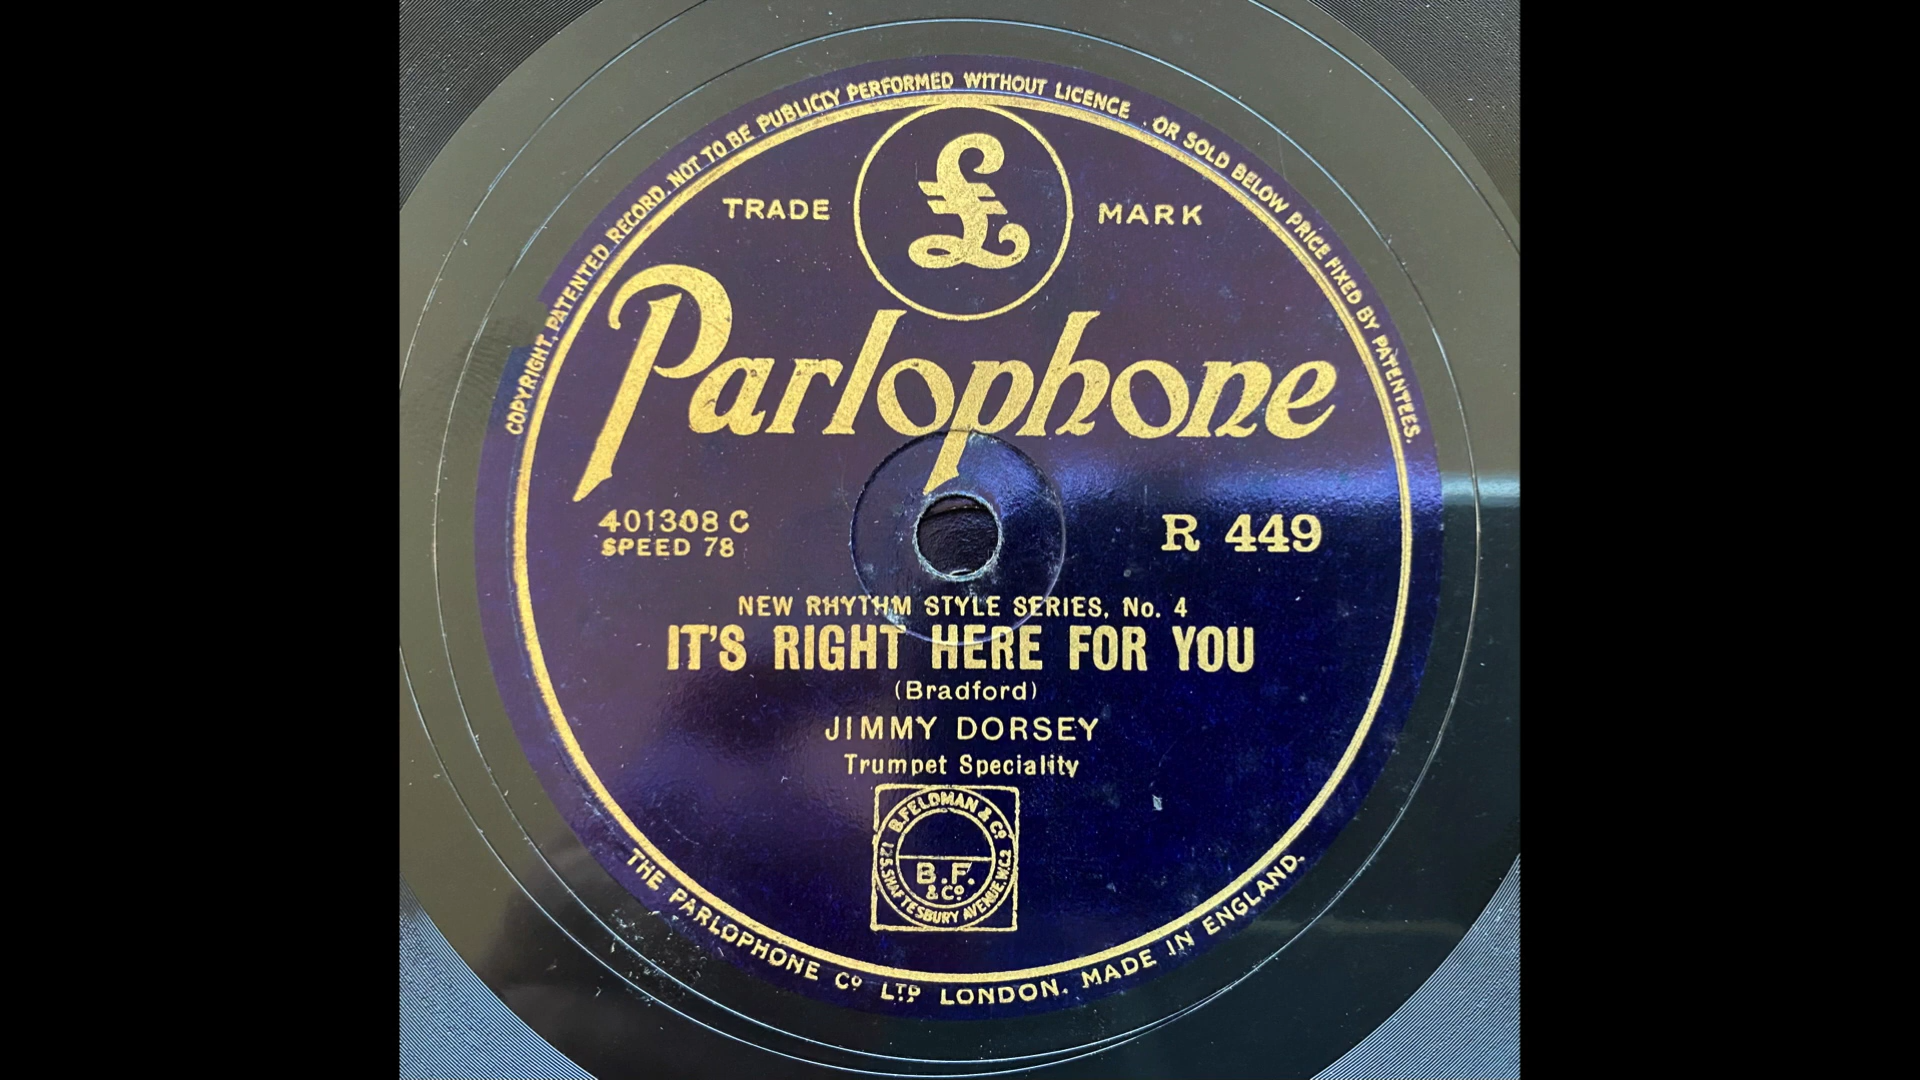 COPYRIGHT. PATENTED RECORD. NOT TO BE PUBLICLY PERFORMED WITHOUT LICENCE . OR SOLD BELOW PRICE FIXED BY PATENTEES.
£
TRADE MARK
Parlophone
401308 C
SPEED 78
R 449
NEW RHYTHM STYLE SERIES, No. 4
IT'S RIGHT HERE FOR YOU
(Bradford)
JIMMY DORSEY
Trumpet Speciality
B. FELDMAN & Cº
125, SHAFTESBURY AVENUE, W.C.2
B.F.
& Cº
THE PARLOPHONE Cº LTD LONDON. MADE IN ENGLAND.